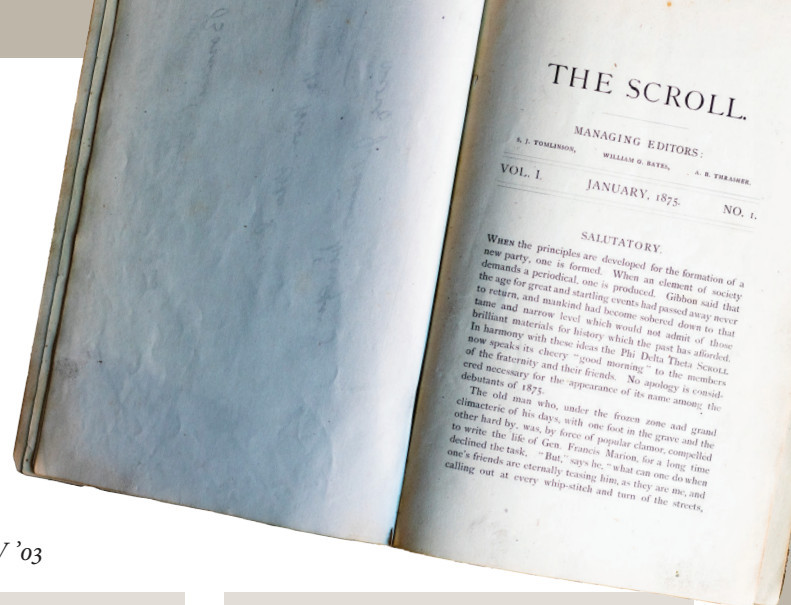 THE SCROLL.
MANAGING EDITORS:
S. J. TOMLINSON, WILLIAM O. BATES, A. B. THRASHER.
VOL. I. JANUARY, 1875. NO. 1.
SALUTATORY.
WHEN the principles are developed for the formation of a
new party, one is formed. When an element of society
demands a periodical, one is produced. Gibbon said that
the age for great and startling events had passed away never
to return, and mankind had become sobered down to that
tame and narrow level which would not admit of those
brilliant materials for history which the past has afforded.
In harmony with these ideas the Phi Delta Theta SCROLL
now speaks its cheery "good morning" to the members
of the fraternity and their friends. No apology is consid-
ered necessary for the appearance of its name among the
debutants of 1875.
The old man who, under the frozen zone and grand
climacteric of his days, with one foot in the grave and the
other hard by, was, by force of popular clamor, compelled
to write the life of Gen. Francis Marion, for a long time
declined the task. "But," says he, "what can one do when
one's friends are eternally teasing him, as they are me, and
calling out at every whip-stitch and turn of the streets,
’03